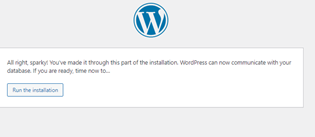 All right, sparky! You've made it through this part of the installation. WordPress can now communicate with your
database. If you are ready, time now to…
Run the installation